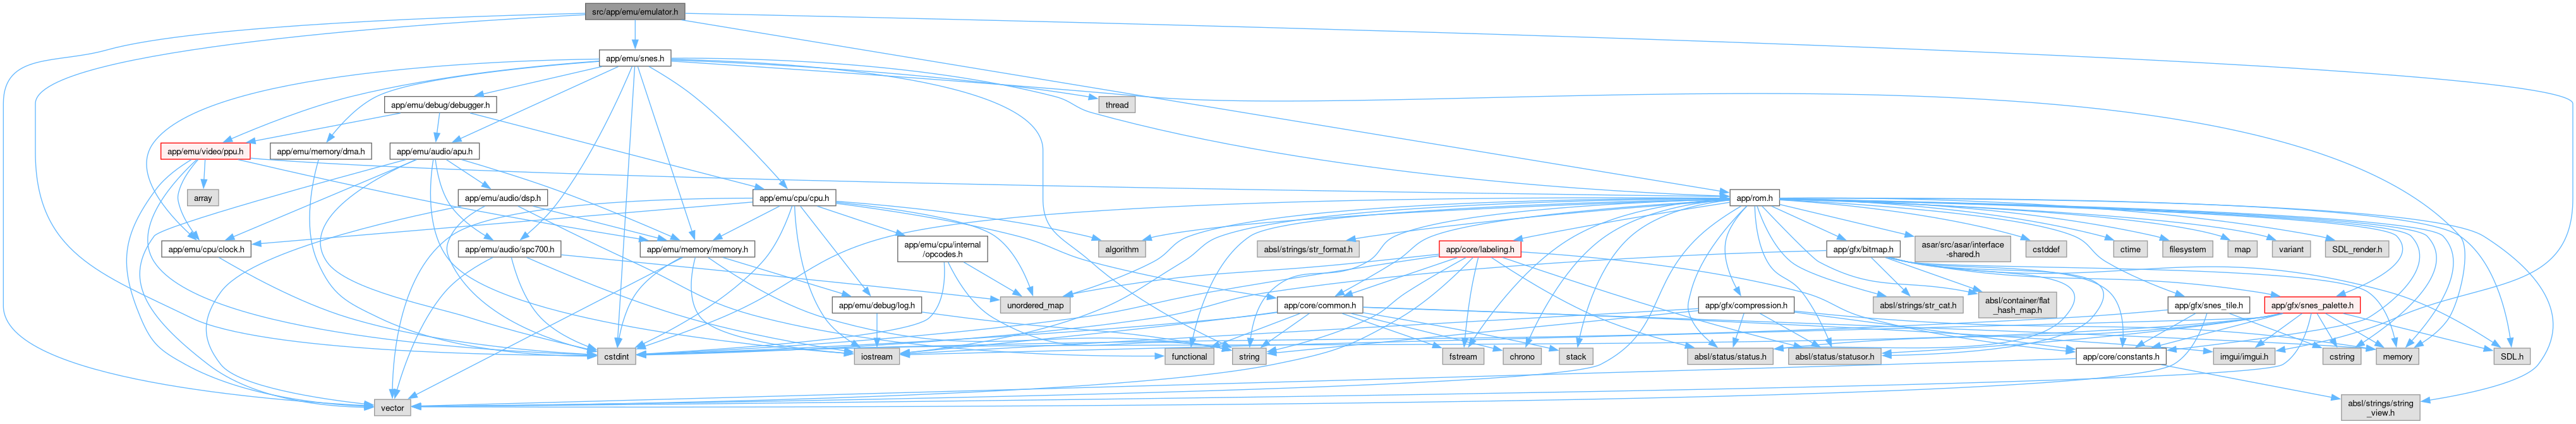 src/app/emu/emulator.h
app/emu/snes.h
app/emu/debug/debugger.h
thread
app/emu/video/ppu.h
app/emu/memory/dma.h
app/emu/audio/apu.h
array
app/emu/audio/dsp.h
app/emu/cpu/cpu.h
app/rom.h
app/emu/cpu/clock.h
app/emu/audio/spc700.h
app/emu/memory/memory.h
app/emu/cpu/internal
/opcodes.h
algorithm
absl/strings/str_format.h
app/core/labeling.h
app/gfx/bitmap.h
asar/src/asar/interface
-shared.h
cstddef
ctime
filesystem
map
variant
SDL_render.h
app/emu/debug/log.h
unordered_map
app/core/common.h
app/gfx/compression.h
absl/strings/str_cat.h
absl/container/flat
_hash_map.h
app/gfx/snes_tile.h
app/gfx/snes_palette.h
cstdint
iostream
functional
string
fstream
chrono
stack
absl/status/status.h
absl/status/statusor.h
app/core/constants.h
imgui/imgui.h
cstring
memory
SDL.h
vector
absl/strings/string
_view.h